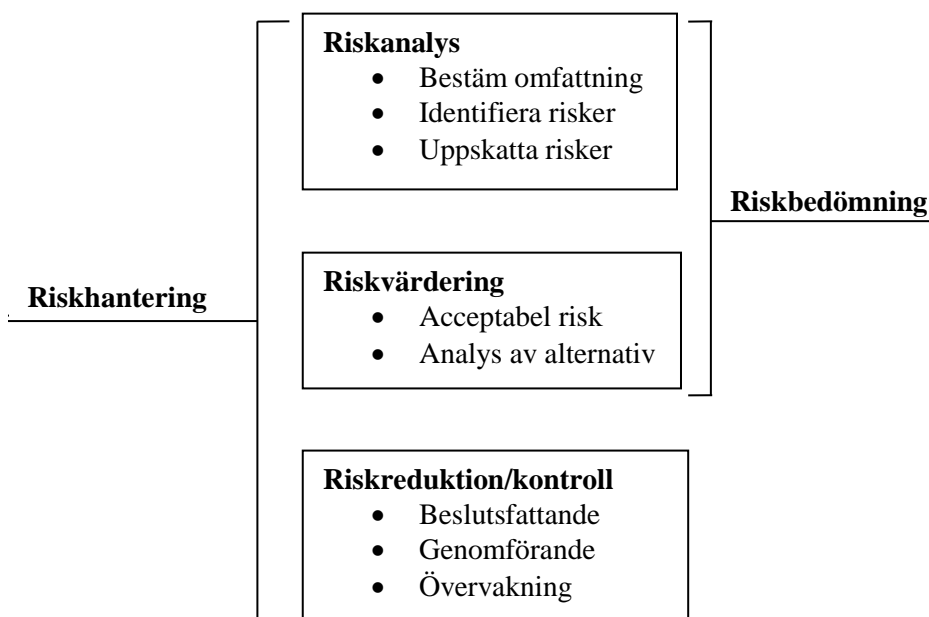 Riskanalys
• Bestäm omfattning
• Identifiera risker
• Uppskatta risker
Riskbedömning
Riskvärdering
• Acceptabel risk
• Analys av alternativ
Riskhantering
Riskreduktion/kontroll
• Beslutsfattande
• Genomförande
• Övervakning